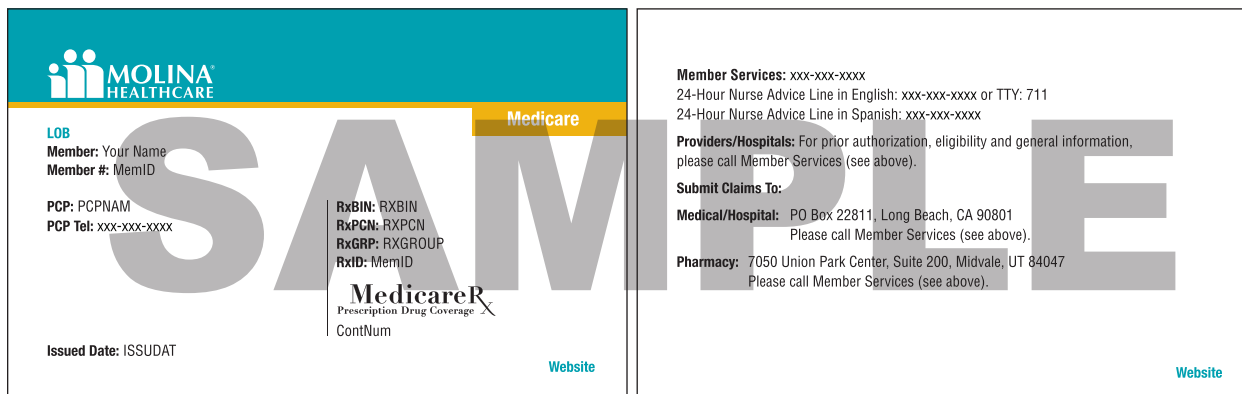 MOLINA®
HEALTHCARE
Medicare
LOB
Member: Your Name
Member #: MemID
PCP: PCPNAM
PCP Tel: xxx-xxx-xxxx
RxBIN: RXBIN
RxPCN: RXPCN
RxGRP: RXGROUP
RxID: MemID
MedicareRx
Prescription Drug Coverage
ContNum
Issued Date: ISSUDAT
Website
Member Services: xxx-xxx-xxxx
24-Hour Nurse Advice Line in English: xxx-xxx-xxxx or TTY: 711
24-Hour Nurse Advice Line in Spanish: xxx-xxx-xxxx
Providers/Hospitals: For prior authorization, eligibility and general information,
please call Member Services (see above).
Submit Claims To:
Medical/Hospital: PO Box 22811, Long Beach, CA 90801
Please call Member Services (see above).
Pharmacy: 7050 Union Park Center, Suite 200, Midvale, UT 84047
Please call Member Services (see above).
Website
SAMPLE